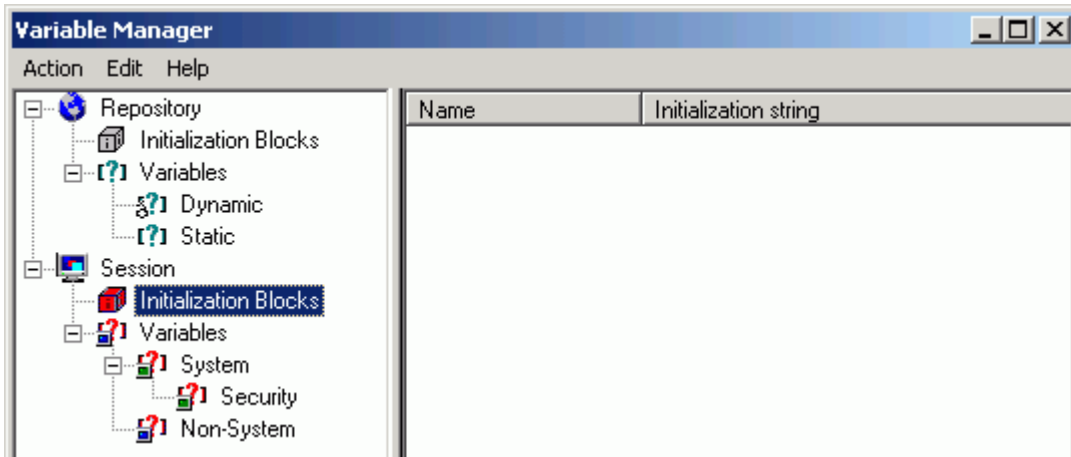 Variable Manager
Action Edit Help
Repository
Initialization Blocks
Variables
Dynamic
Static
Session
Initialization Blocks
Variables
System
Security
Non-System
Name Initialization string